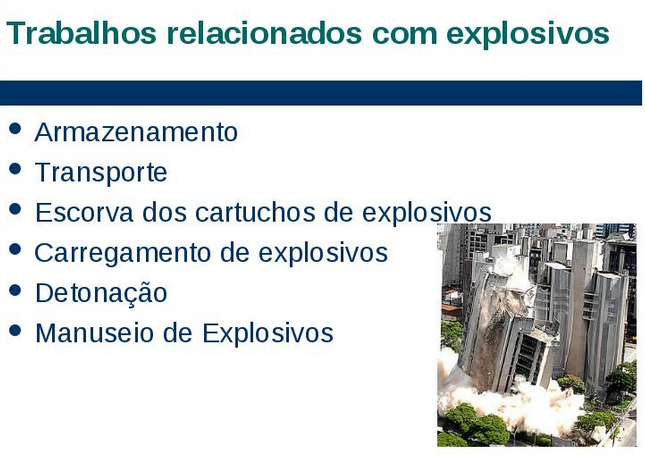 Trabalhos relacionados com explosivos
Armazenamento
Transporte
Escorva dos cartuchos de explosivos
Carregamento de explosivos
Detonação
Manuseio de Explosivos